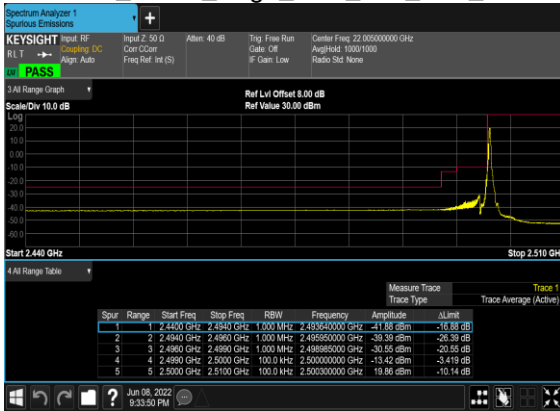 Spectrum Analyzer 1
Spurious Emissions
KEYSIGHT Input: RF Input Z: 50 Ω Atten: 40 dB Trig: Free Run Center Freq: 22.005000000 GHz
RLT Coupling: DC Corr CCorr Gate: Off Avg|Hold: 1000/1000
Align: Auto Freq Ref: Int (S) IF Gain: Low Radio Std: None
PASS
3 All Range Graph
Ref Lvl Offset 8.00 dB
Scale/Div 10.0 dB Ref Value 30.00 dBm
Log
20.0
10.0
0.00
-10.0
-20.0
-30.0
-40.0
-50.0
-60.0
Start 2.440 GHz Stop 2.510 GH
4 All Range Table
Measure Trace Trace 1
Trace Type Trace Average (Active)
Spur Range Start Freq Stop Freq RBW Frequency Amplitude ΔLimit
1 1 2.4400 GHz 2.4940 GHz 1.000 MHz 2.493640000 GHz -41.88 dBm -16.88 dB
2 2 2.4940 GHz 2.4960 GHz 1.000 MHz 2.495950000 GHz -39.39 dBm -26.39 dB
3 3 2.4960 GHz 2.4990 GHz 1.000 MHz 2.498985000 GHz -30.55 dBm -20.55 dB
4 4 2.4990 GHz 2.5000 GHz 100.0 kHz 2.500000000 GHz -13.42 dBm -3.419 dB
5 5 2.5000 GHz 2.5100 GHz 100.0 kHz 2.500300000 GHz 19.86 dBm -10.14 dB
Jun 08, 2022
9:33:50 PM